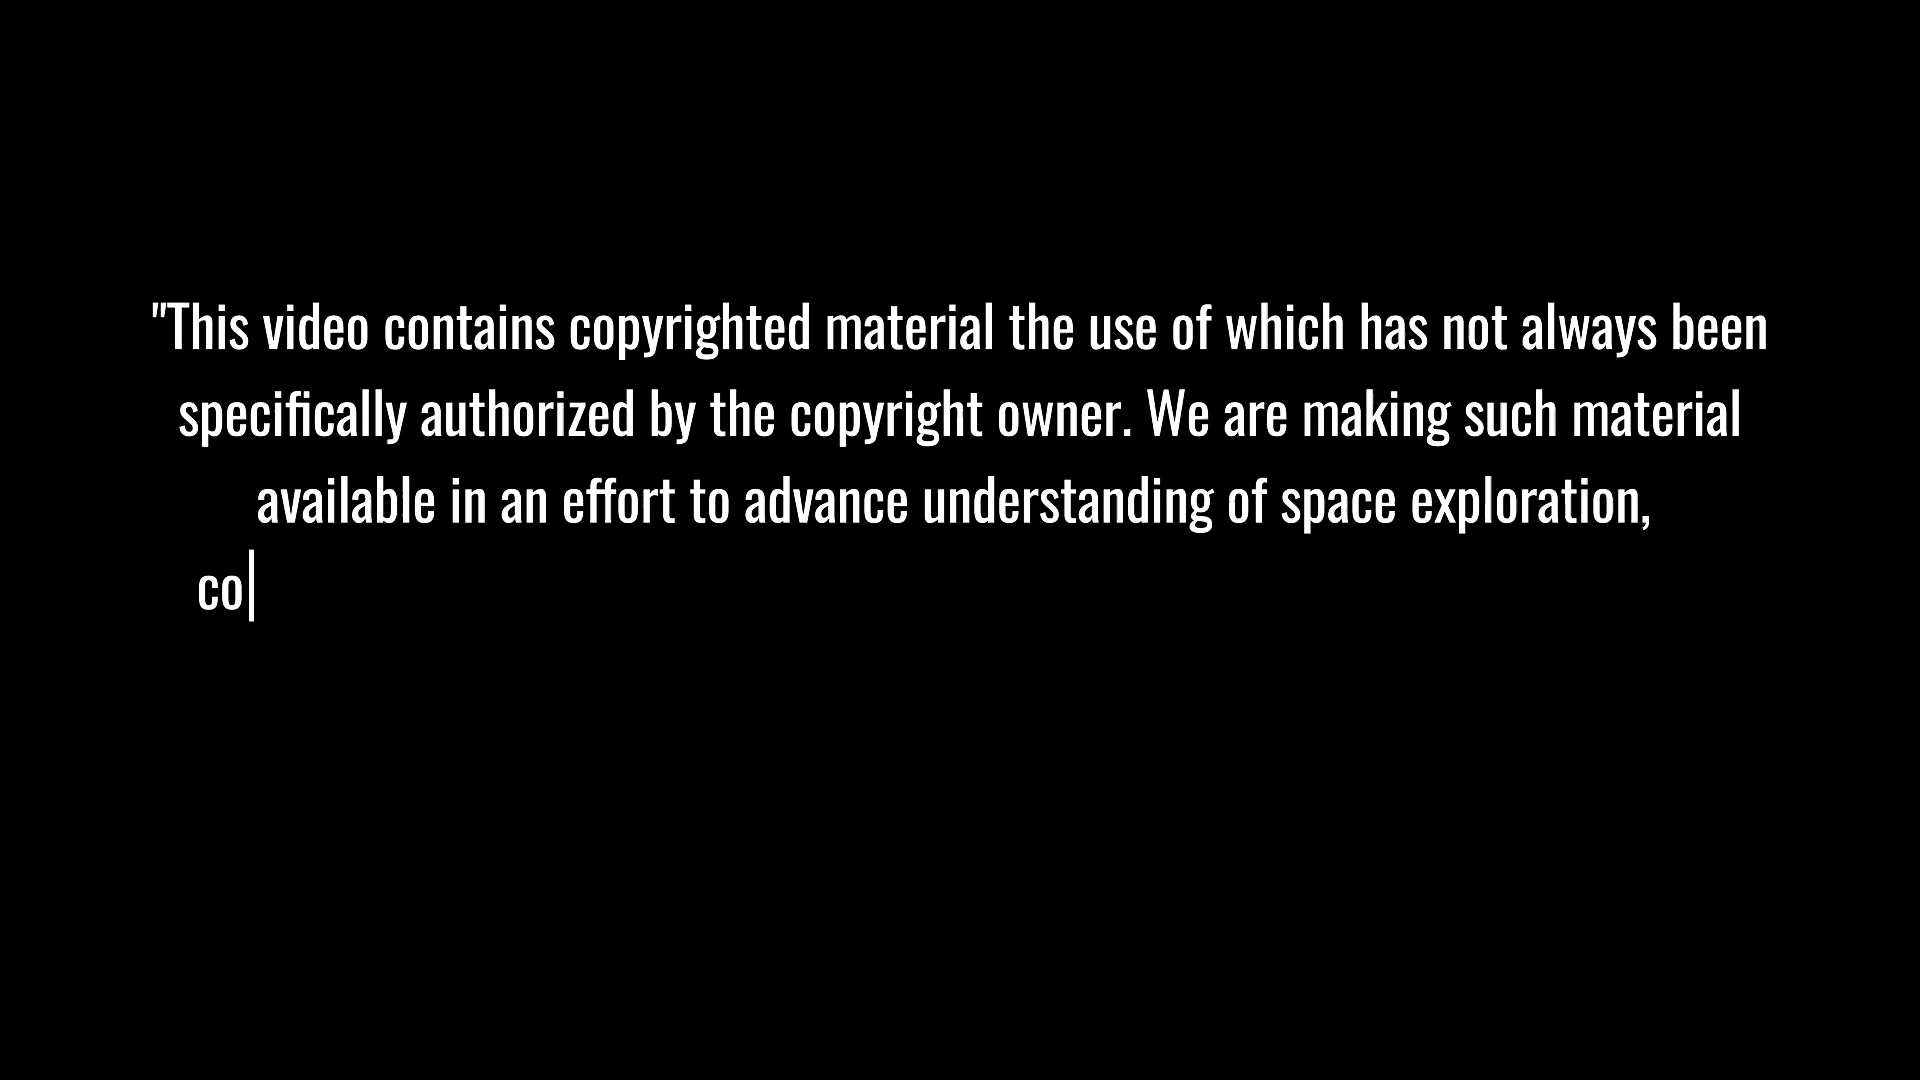 "This video contains copyrighted material the use of which has not always been
specifically authorized by the copyright owner. We are making such material
available in an effort to advance understanding of space exploration,
co